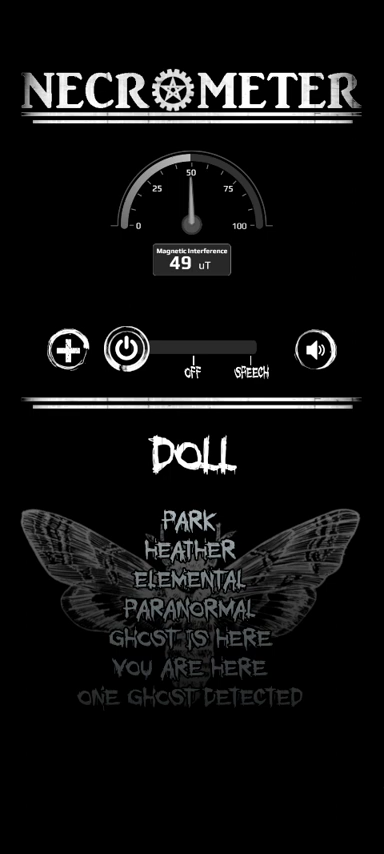 NECROMETER
50
25 75
0 100
Magnetic Interference
49 uT
OFF SPEECH
DOLL
PARK
HEATHER
ELEMENTAL
PARANORMAL
GHOST IS HERE
YOU ARE HERE
ONE GHOST DETECTED